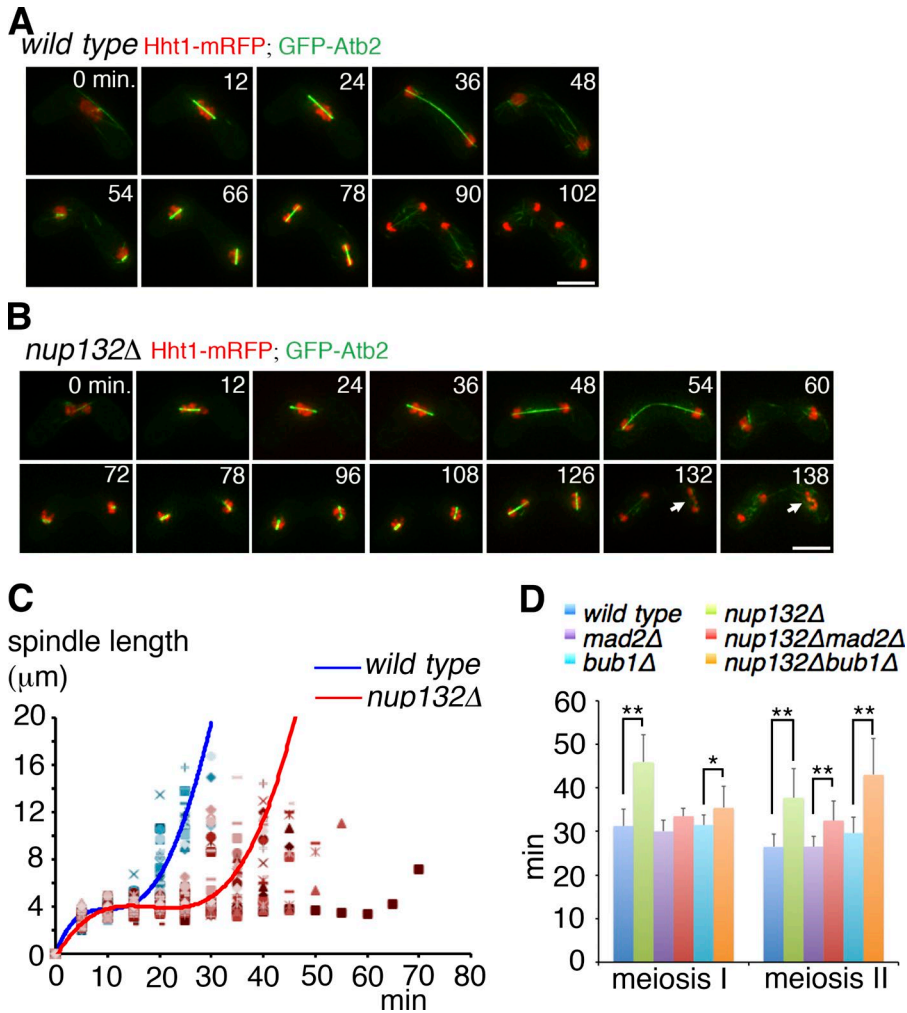 A
wild type Hht1-mRFP; GFP-Atb2
0 min. 12 24 36 48
54 66 78 90 102
B
nup132Δ Hht1-mRFP; GFP-Atb2
0 min. 12 24 36 48 54 60
72 78 96 108 126 132 138
C
spindle length
(μm)
wild type
nup132Δ
20
16
12
8
4
0
0 10 20 30 40 50 60 70 80
min
D
wild type nup132Δ
mad2Δ nup132Δmad2Δ
bub1Δ nup132Δbub1Δ
60
50
40
30
20
10
0
min
** ** ** ** *
meiosis I meiosis II